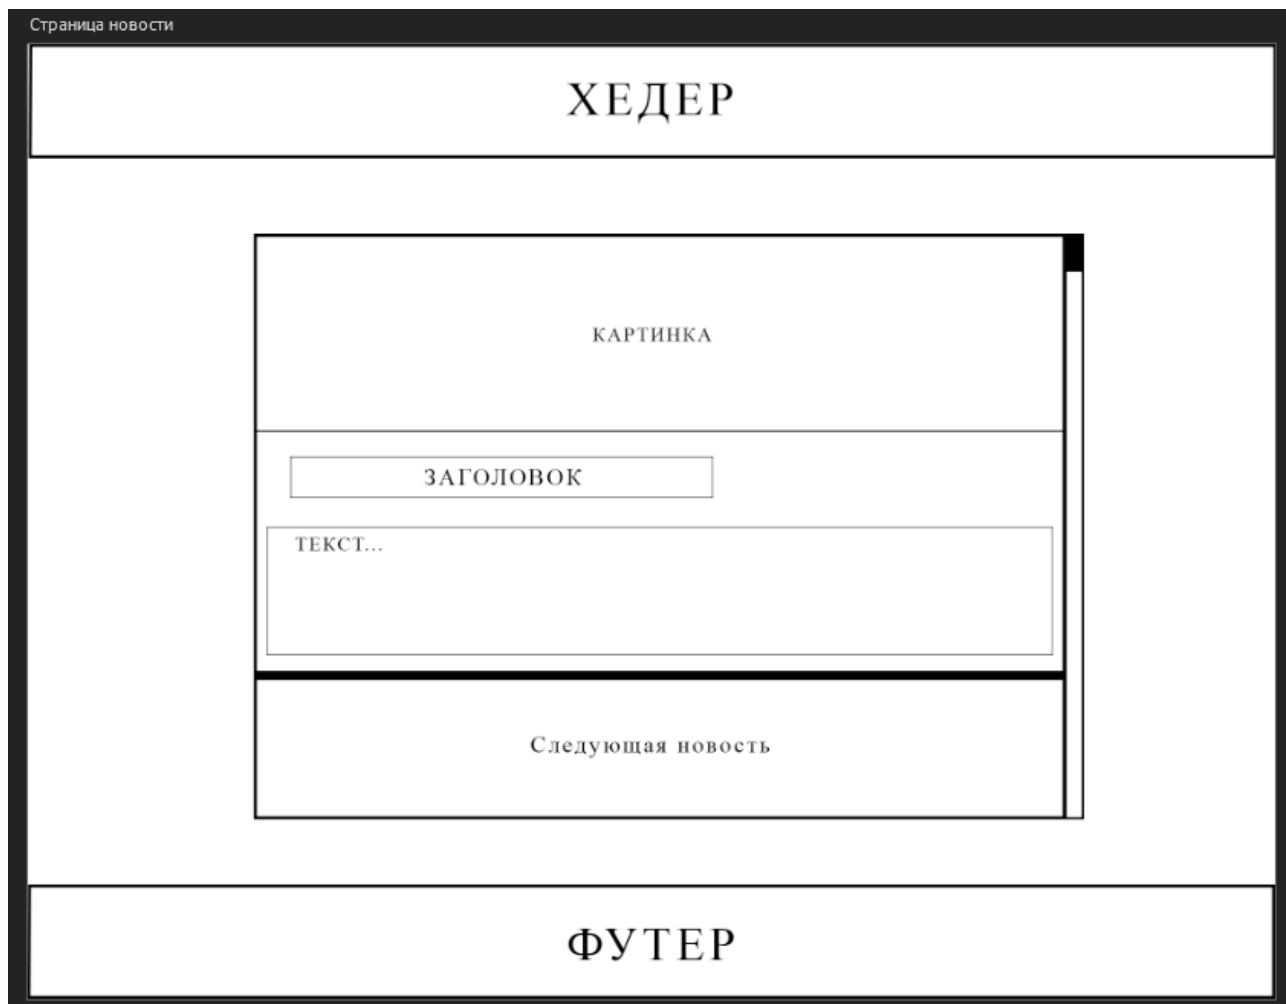 Страница новости
ХЕДЕР
КАРТИНКА
ЗАГОЛОВОК
ТЕКСТ...
Следующая новость
ФУТЕР